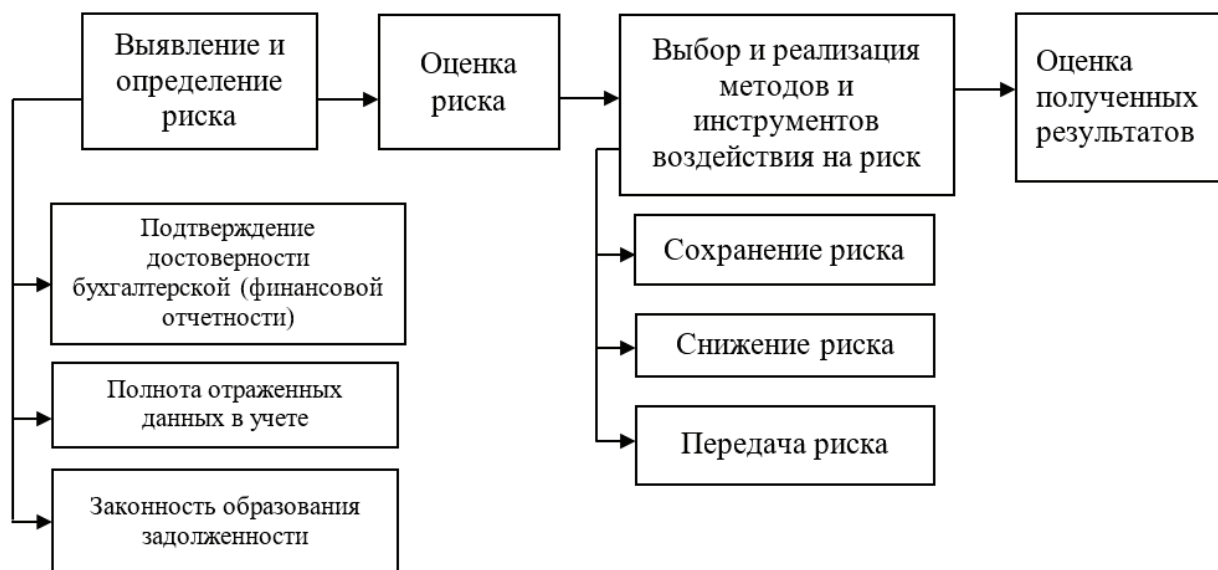 Выявление и
определение
риска
Оценка
риска
Выбор и реализация
методов и
инструментов
воздействия на риск
Оценка
полученных
результатов
Подтверждение
достоверности
бухгалтерской (финансовой
отчетности)
Полнота отраженных
данных в учете
Законность образования
задолженности
Сохранение риска
Снижение риска
Передача риска